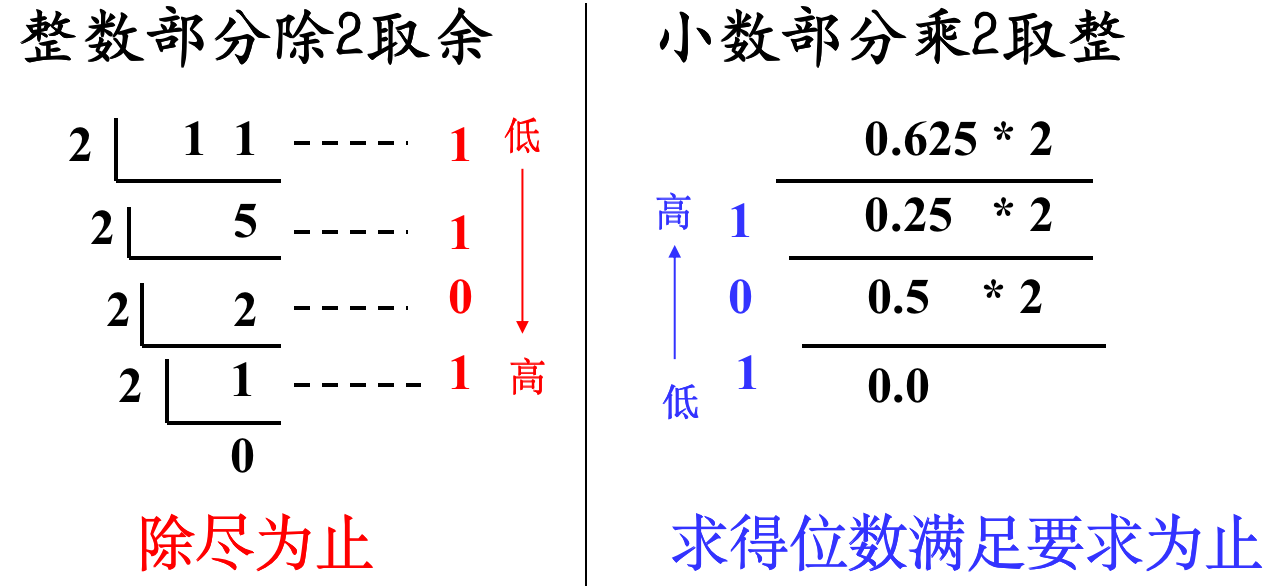 整数部分除2取余
2 1 1 ----- 1 低
2 5 ----- 1
2 2 ----- 0
2 1 ------ 1 高
0
除尽为止
小数部分乘2取整
0.625 * 2
高 1 0.25 * 2
0 0.5 * 2
1 0.0
低
求得位数满足要求为止